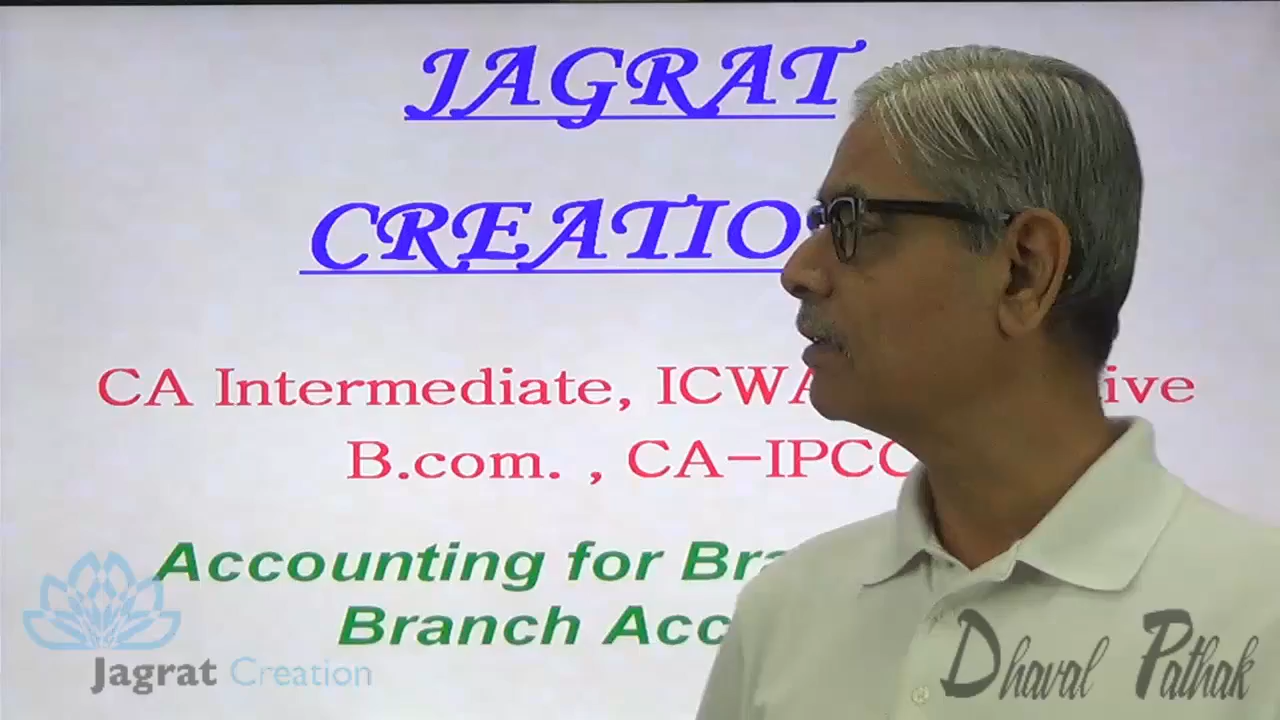 JAGRAT
CREATIO
CA Intermediate, ICWA ive
B.com. , CA-IPCC
Accounting for Bra
Branch Acc
Jagrat Creation
Dhaval Pathak